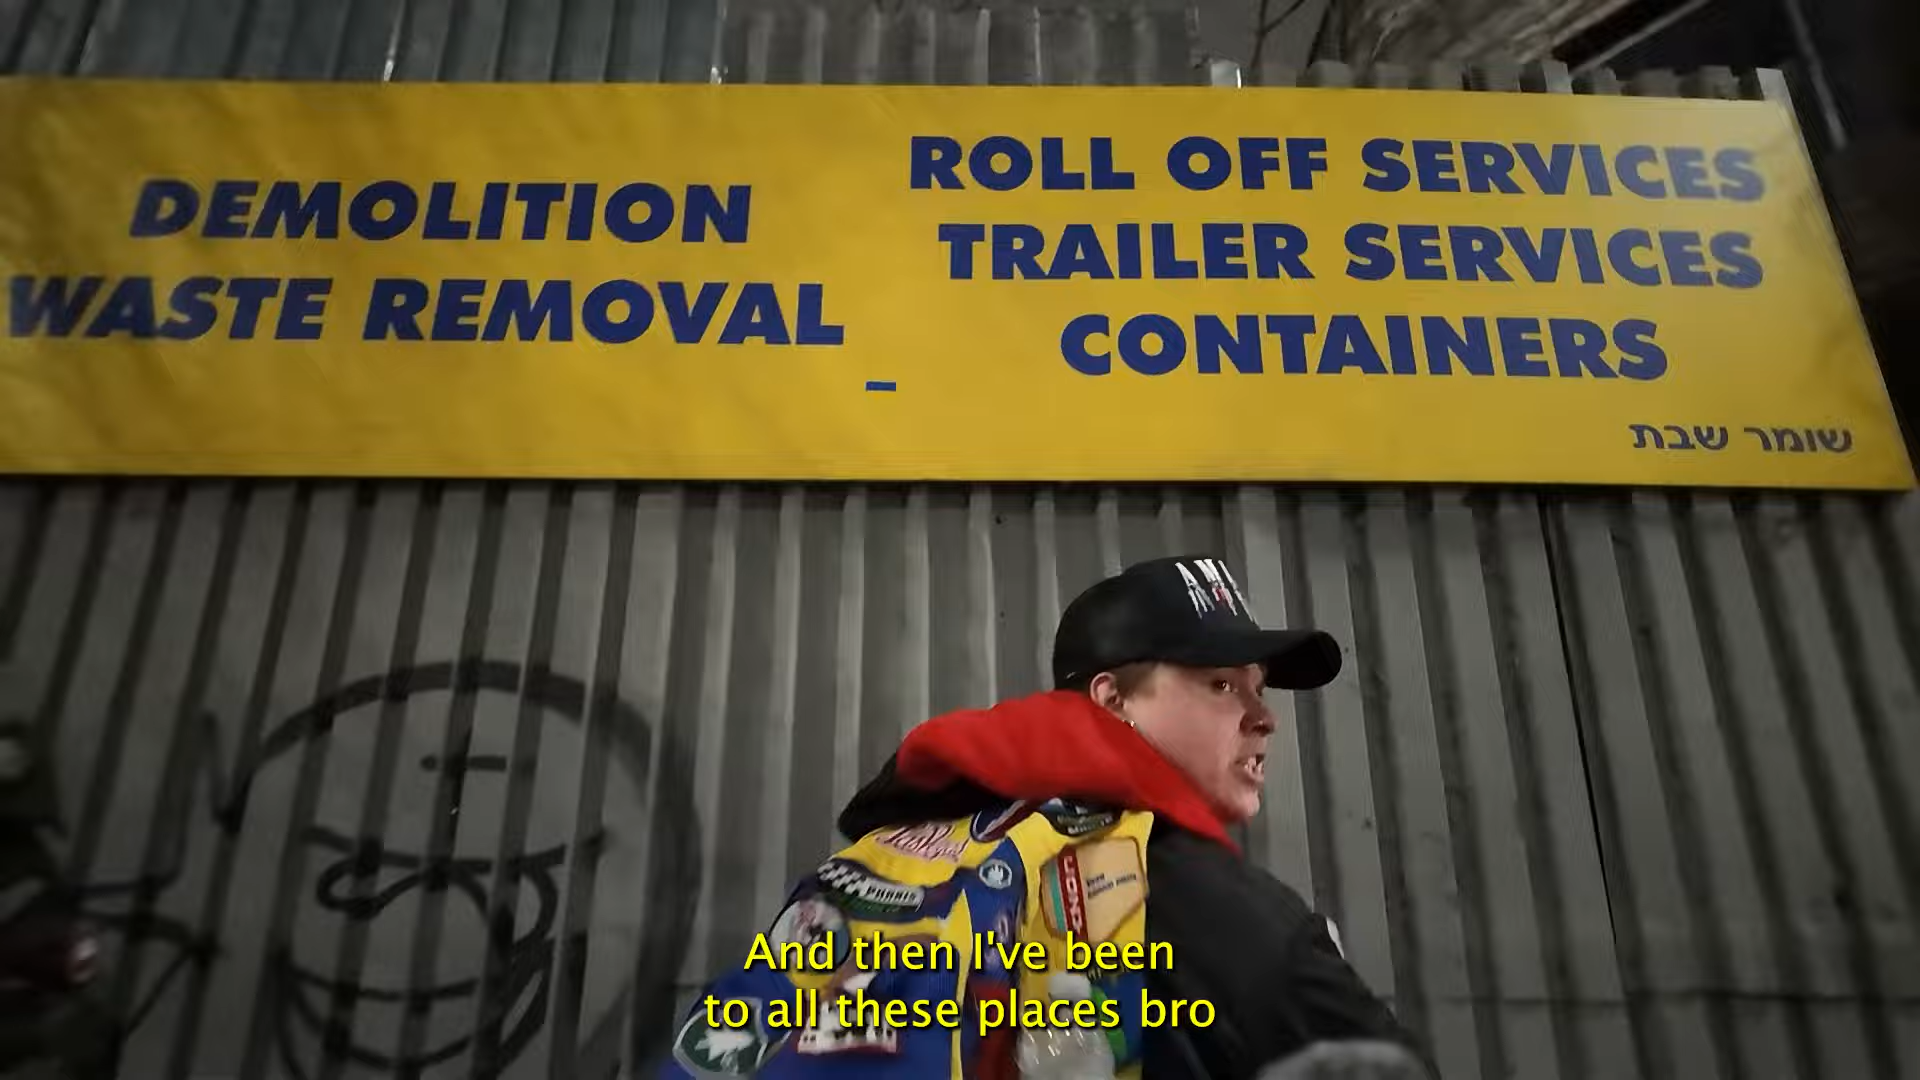 DEMOLITION
WASTE REMOVAL
ROLL OFF SERVICES
TRAILER SERVICES
CONTAINERS
שומר שבת
And then I've been
to all these places bro